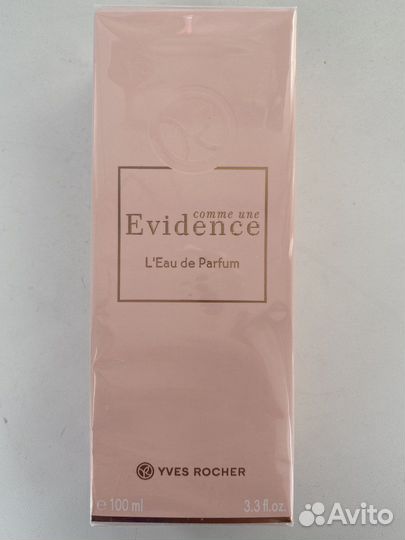 comme une
Evidence
L'Eau de Parfum
YVES ROCHER
e 100 ml 3.3 fl.oz.
Avito